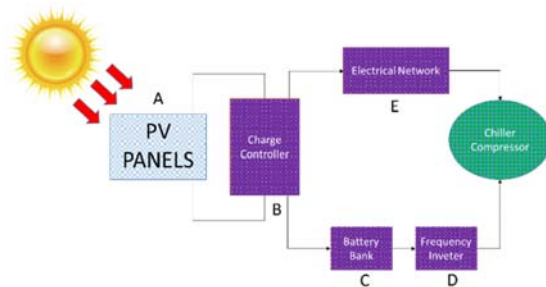 A
PV
PANELS
Charge
Controller
B
Electrical Network
E
Chiller
Compressor
Battery
Bank
C
Frequency
Inveter
D